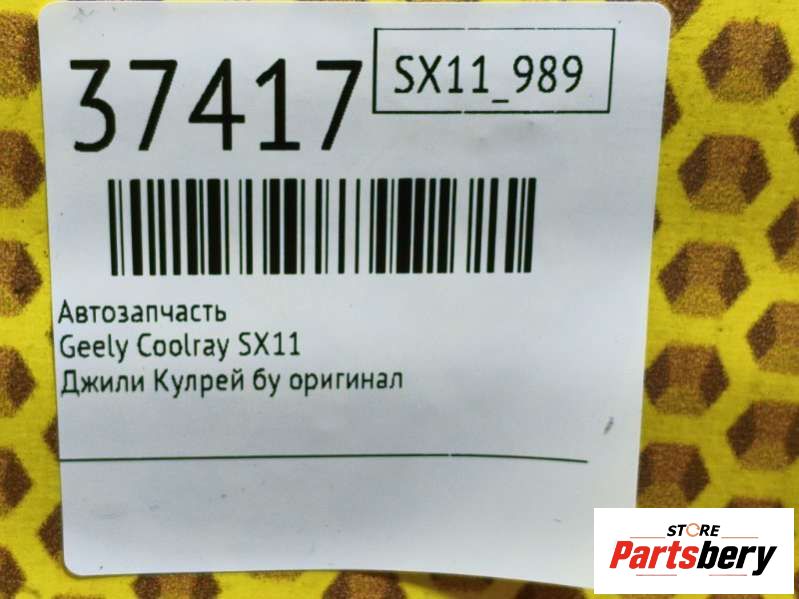 37417
SX11_989
Автозапчасть
Geely Coolray SX11
Джили Кулрей бу оригинал
STORE
Partsbery